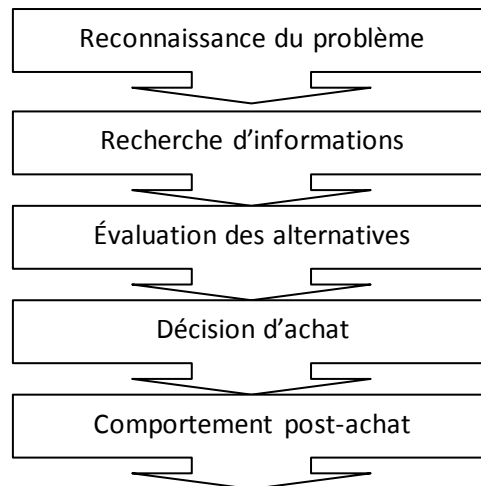 Reconnaissance du problème
Recherche d’informations
Évaluation des alternatives
Décision d’achat
Comportement post-achat